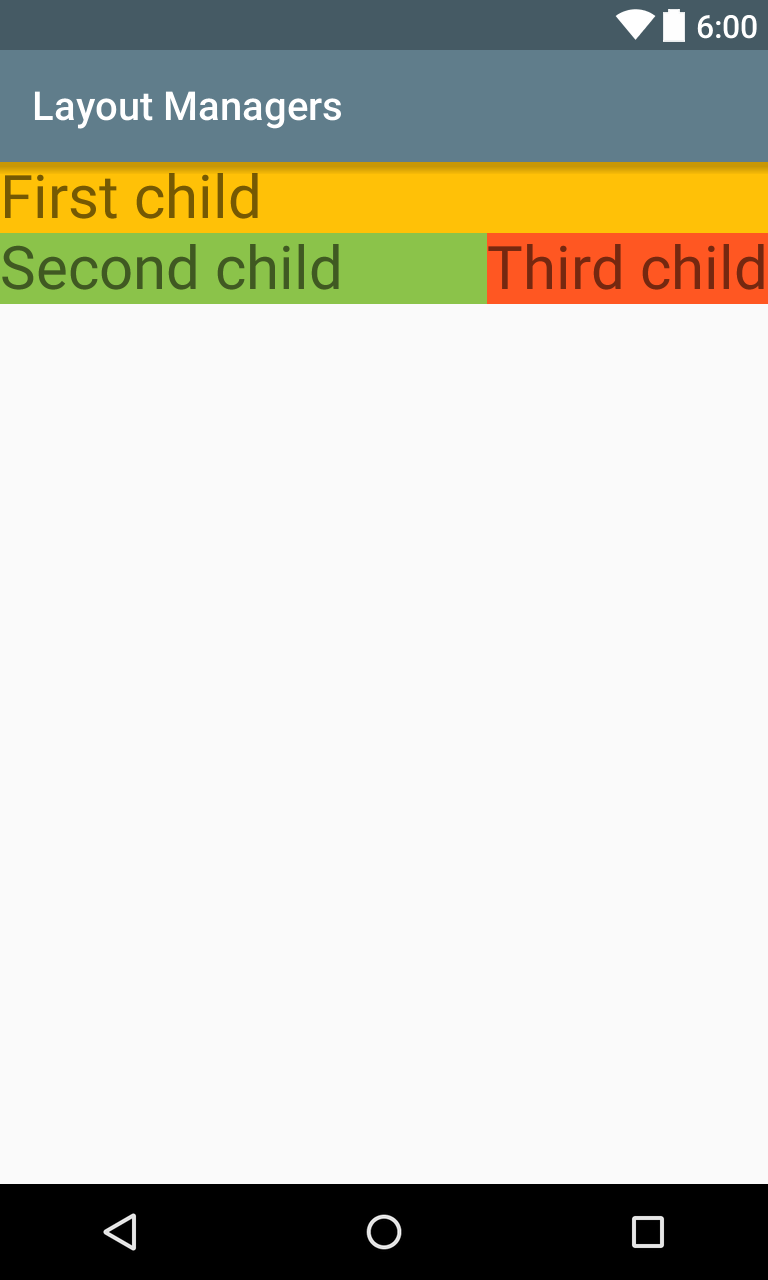 6:00
Layout Managers
First child
Second child Third child